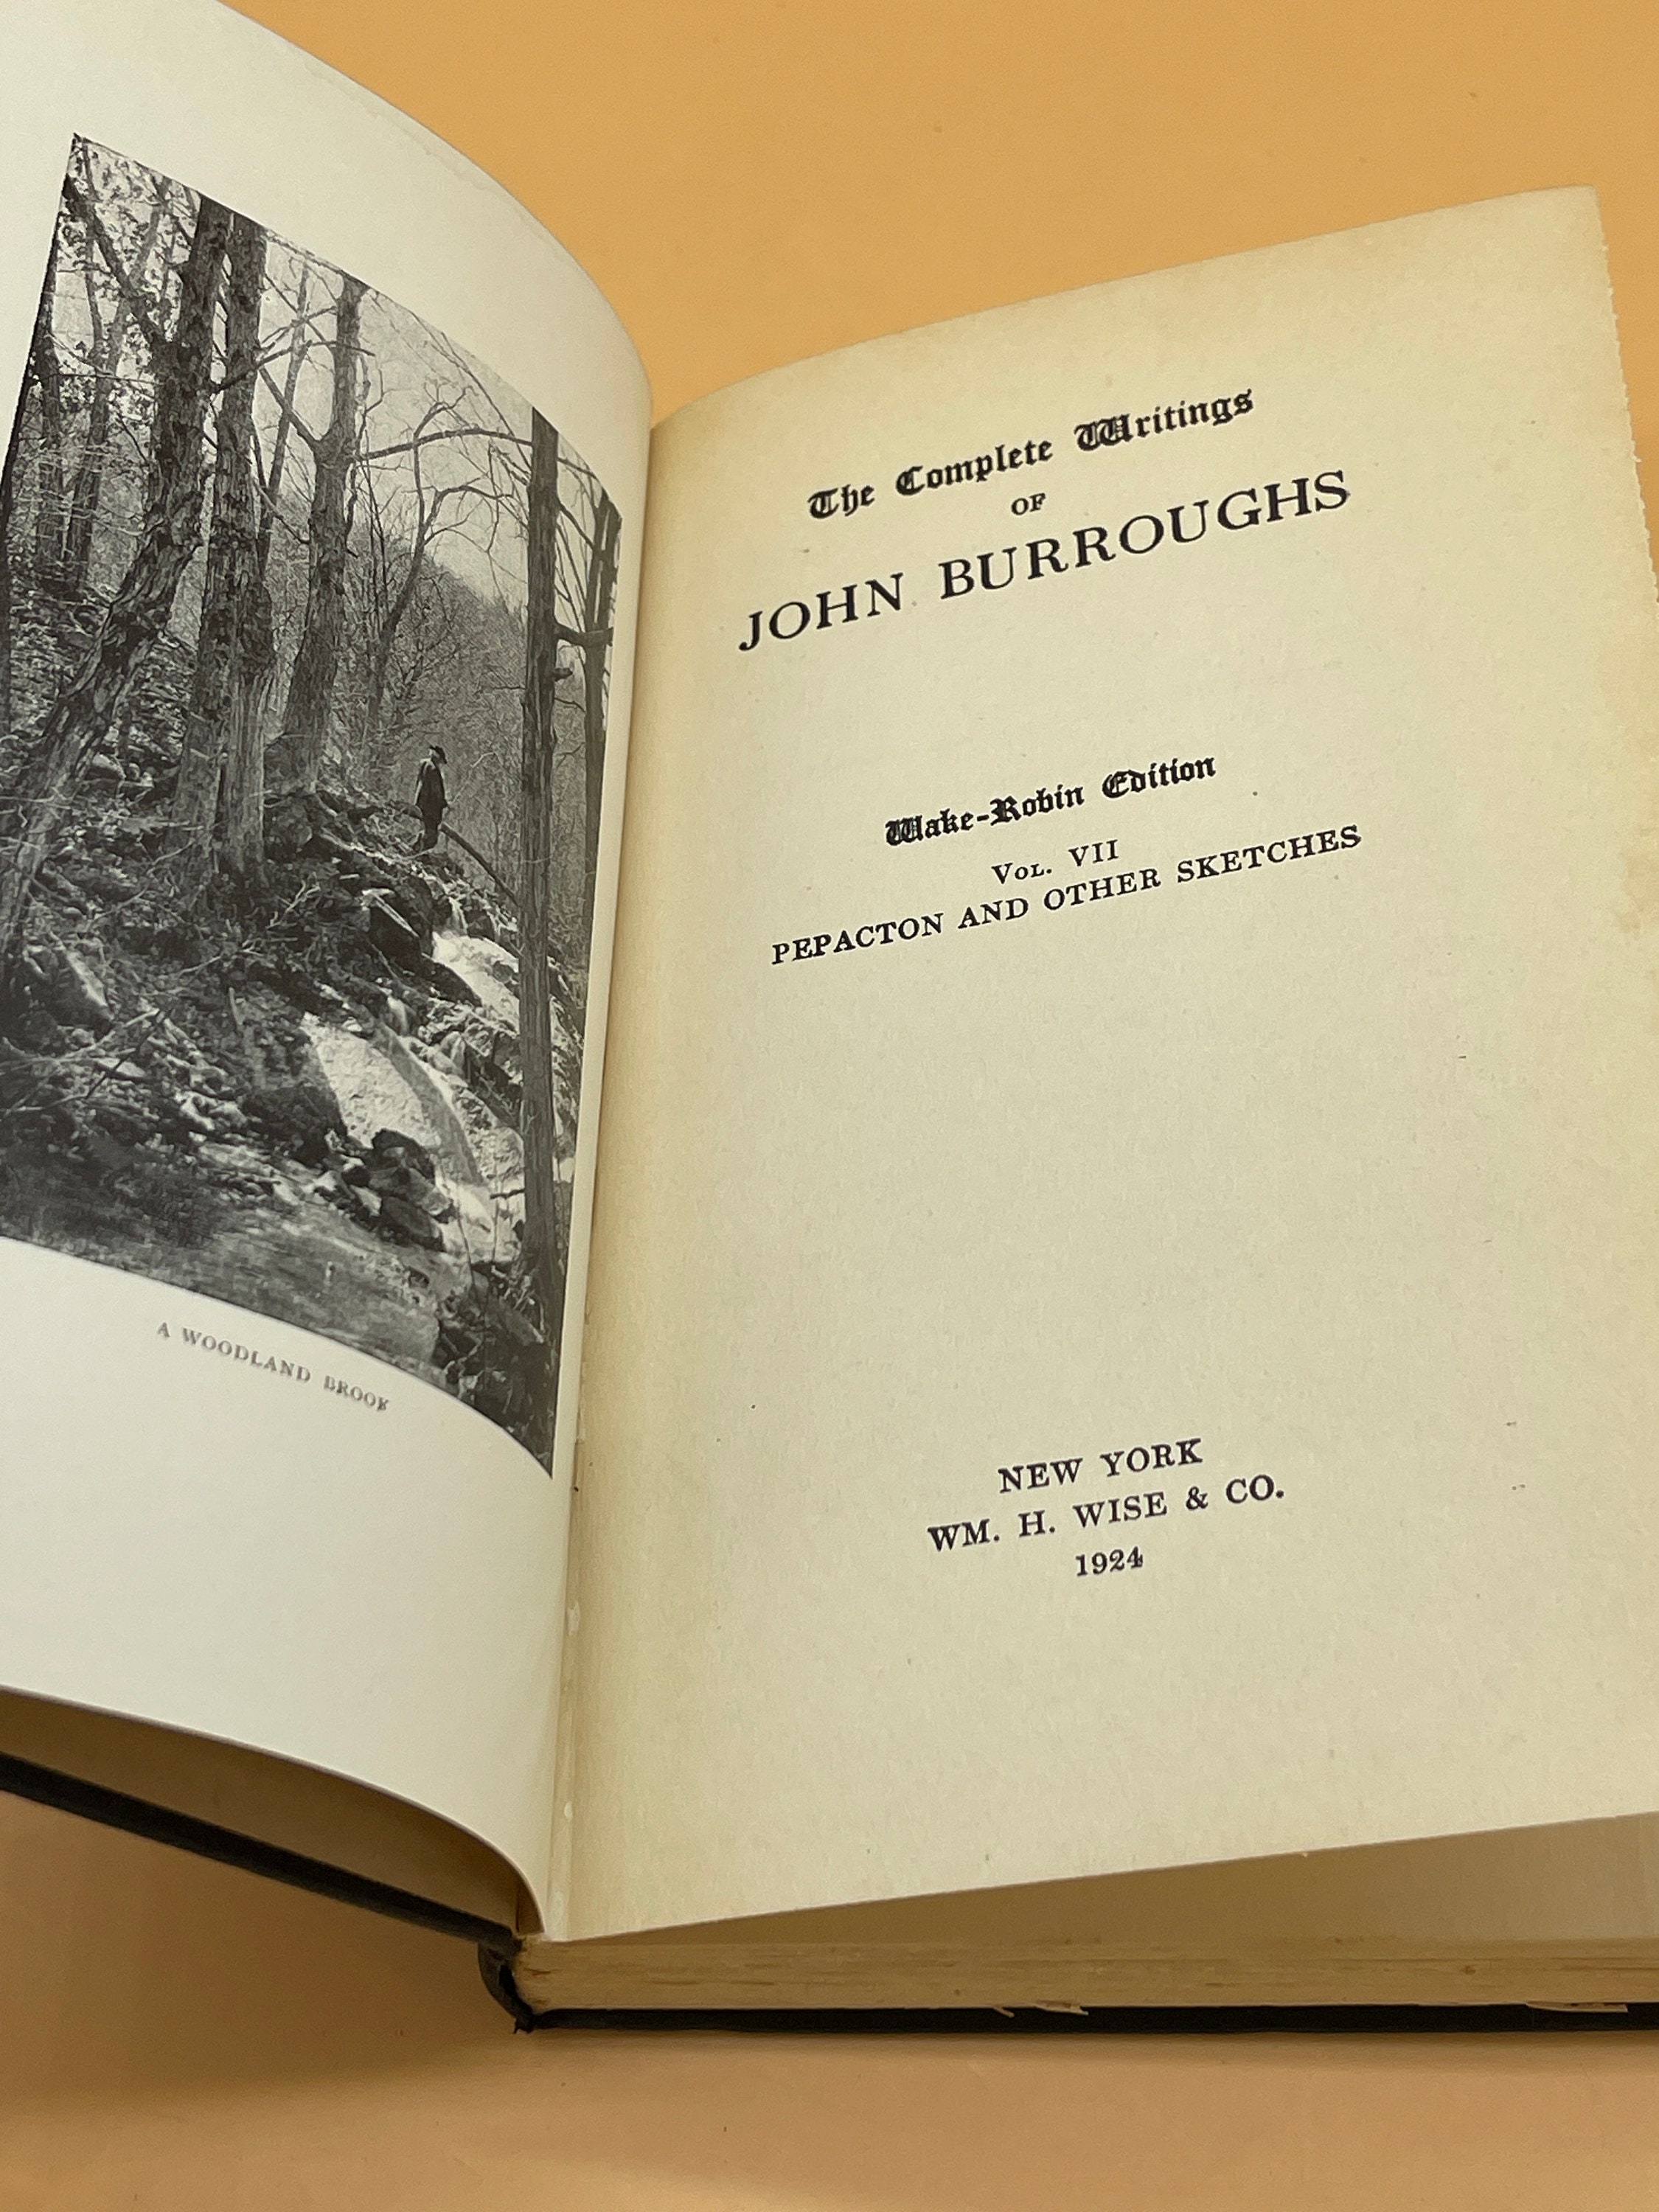 A WOODLAND BROOK
The Complete Writings
OF
JOHN BURROUGHS
Wake-Robin Edition
VOL. VII
PEPACTON AND OTHER SKETCHES
NEW YORK
WM. H. WISE & CO.
1924